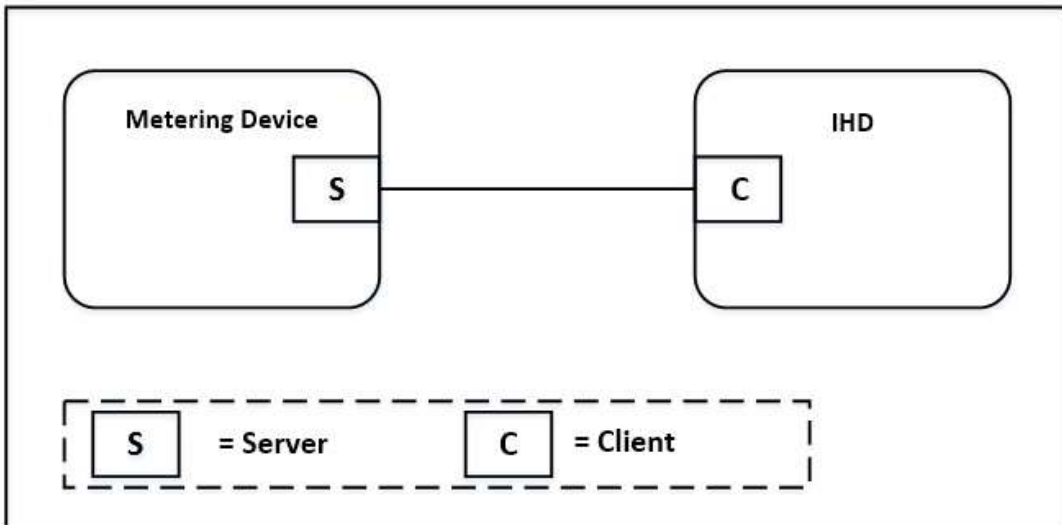 Metering Device
IHD
S
C
S = Server
C = Client